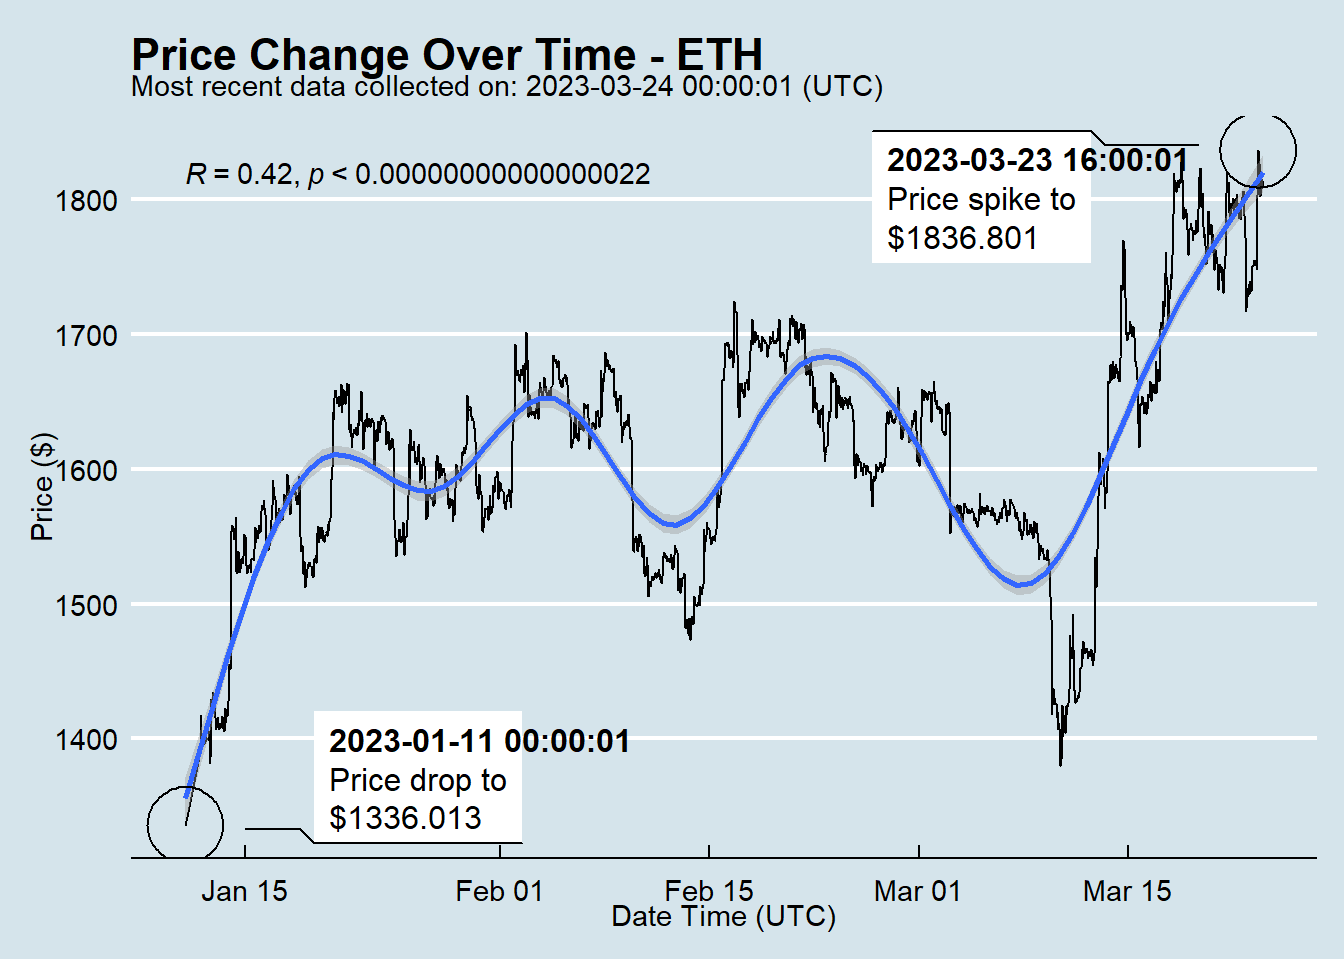 Price Change Over Time - ETH
Most recent data collected on: 2023-03-24 00:00:01 (UTC)
R = 0.42, p < 0.00000000000000022
2023-03-23 16:00:01
Price spike to
$1836.801
1800
1700
1600
1500
1400
Price ($)
2023-01-11 00:00:01
Price drop to
$1336.013
Jan 15
Feb 01
Feb 15
Mar 01
Mar 15
Date Time (UTC)